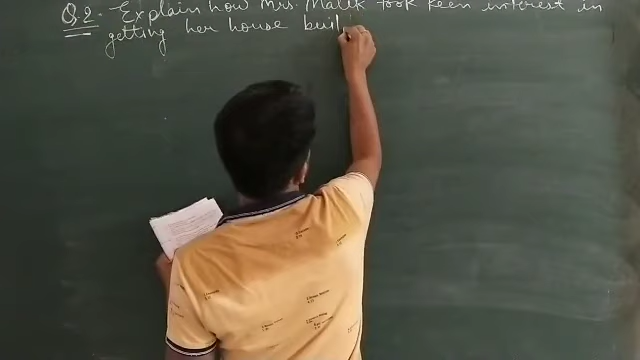 Q.2. Explain how Mrs. Malik took keen interest in
getting her house buil